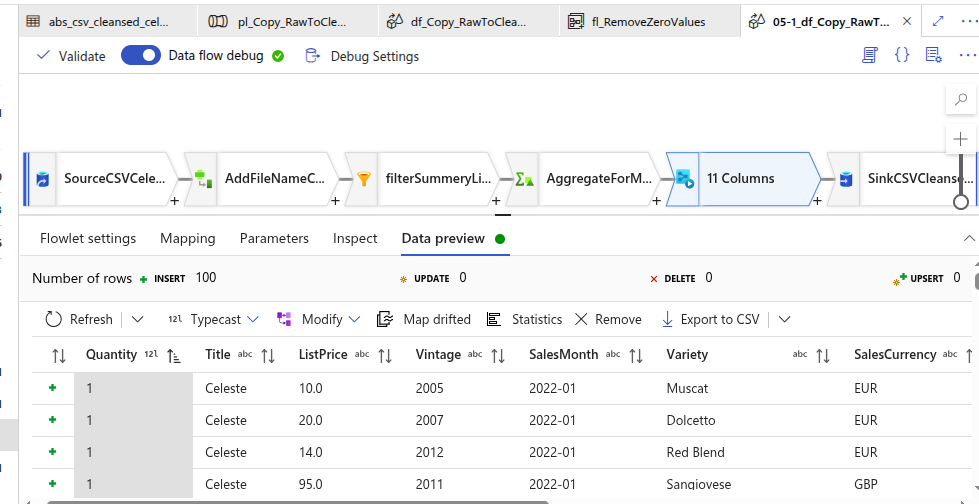 abs_csv_cleansed_cel... pl_Copy_RawToCle... df_Copy_RawToClea... fl_RemoveZeroValues 05-1_df_Copy_RawT...
Validate Data flow debug Debug Settings
SourceCSVCele... AddFileNameC... filterSummeryLi... AggregateForM... 11 Columns SinkCSVCleanse...
Flowlet settings Mapping Parameters Inspect Data preview
Number of rows INSERT 100 UPDATE 0 DELETE 0 UPSERT 0
Refresh 12l Typecast Modify Map drifted Statistics Remove Export to CSV
Quantity 12l Title abc ListPrice abc Vintage abc SalesMonth abc Variety abc SalesCurrency abc
1 Celeste 10.0 2005 2022-01 Muscat EUR
1 Celeste 20.0 2007 2022-01 Dolcetto EUR
1 Celeste 14.0 2012 2022-01 Red Blend EUR
1 Celeste 95.0 2011 2022-01 Sangiovese GBP